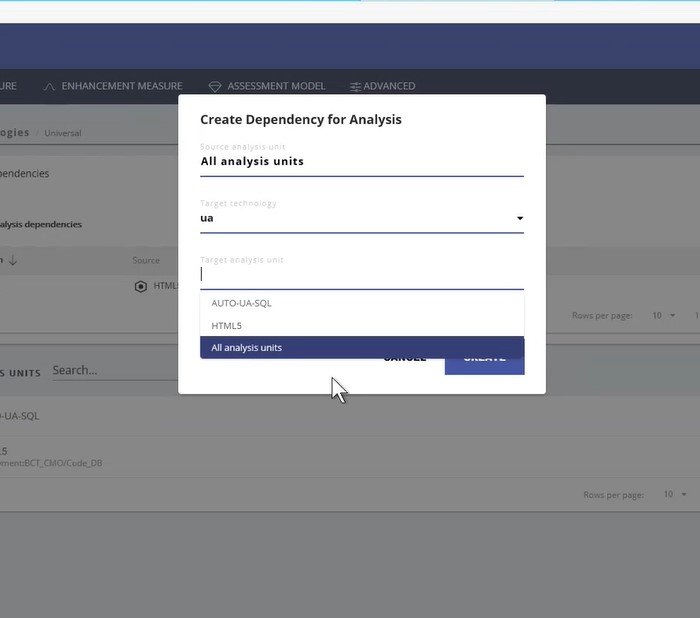 URE ENHANCEMENT MEASURE ASSESSMENT MODEL ADVANCED
ogies Universal
pendencies
alysis dependencies
n Source
HTML
Rows per page: 10 1
S UNITS Search...
-UA-SQL
5
ment:BCT_CMO/Code_DB
Rows per page: 10
Create Dependency for Analysis
Source analysis unit
All analysis units
Target technology
ua
Target analysis unit
AUTO-UA-SQL
HTML5
All analysis units
CANCEL CREATE